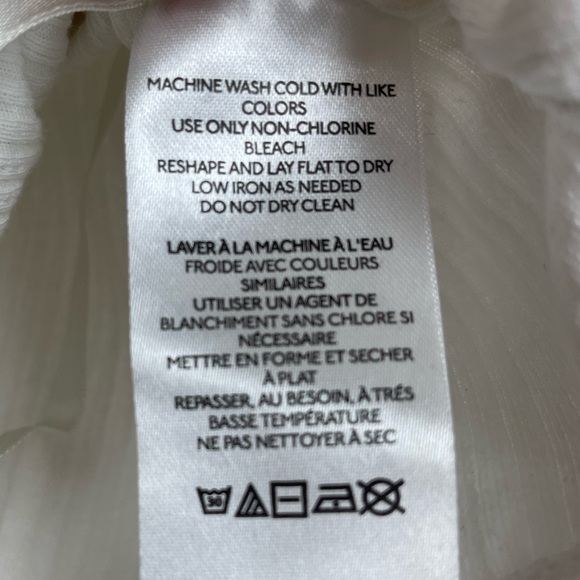 MACHINE WASH COLD WITH LIKE
COLORS
USE ONLY NON-CHLORINE
BLEACH
RESHAPE AND LAY FLAT TO DRY
LOW IRON AS NEEDED
DO NOT DRY CLEAN
LAVER À LA MACHINE À L'EAU
FROIDE AVEC COULEURS
SIMILAIRES
UTILISER UN AGENT DE
BLANCHIMENT SANS CHLORE SI
NÉCESSAIRE
METTRE EN FORME ET SECHER
À PLAT
REPASSER, AU BESOIN, À TRÉS
BASSE TEMPÉRATURE
NE PAS NETTOYER À SEC
30